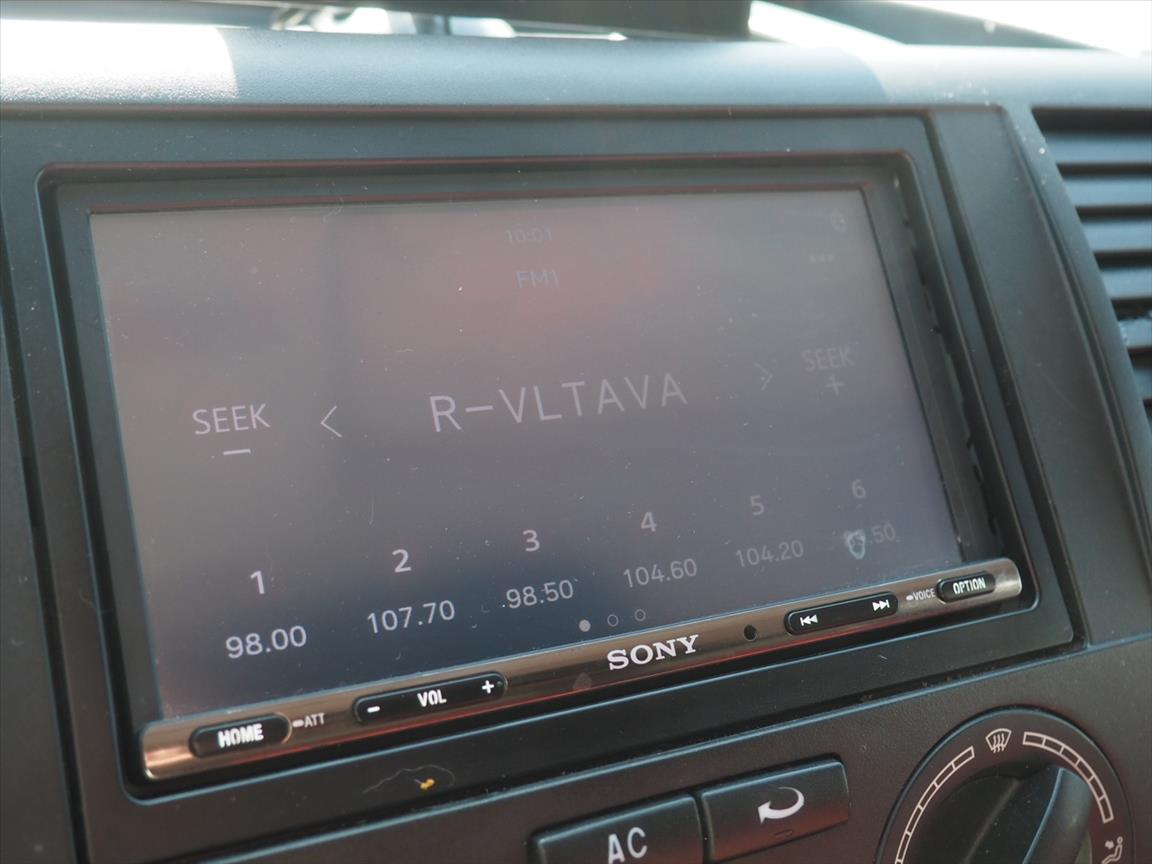 10:01
FM1
SEEK
−
<
R-VLTAVA
>
SEEK
+
1 2 3 4 5 6
98.00 107.70 98.50 104.60 104.20
HOME
ATT
− VOL +
SONY
VOICE
OPTION
AC